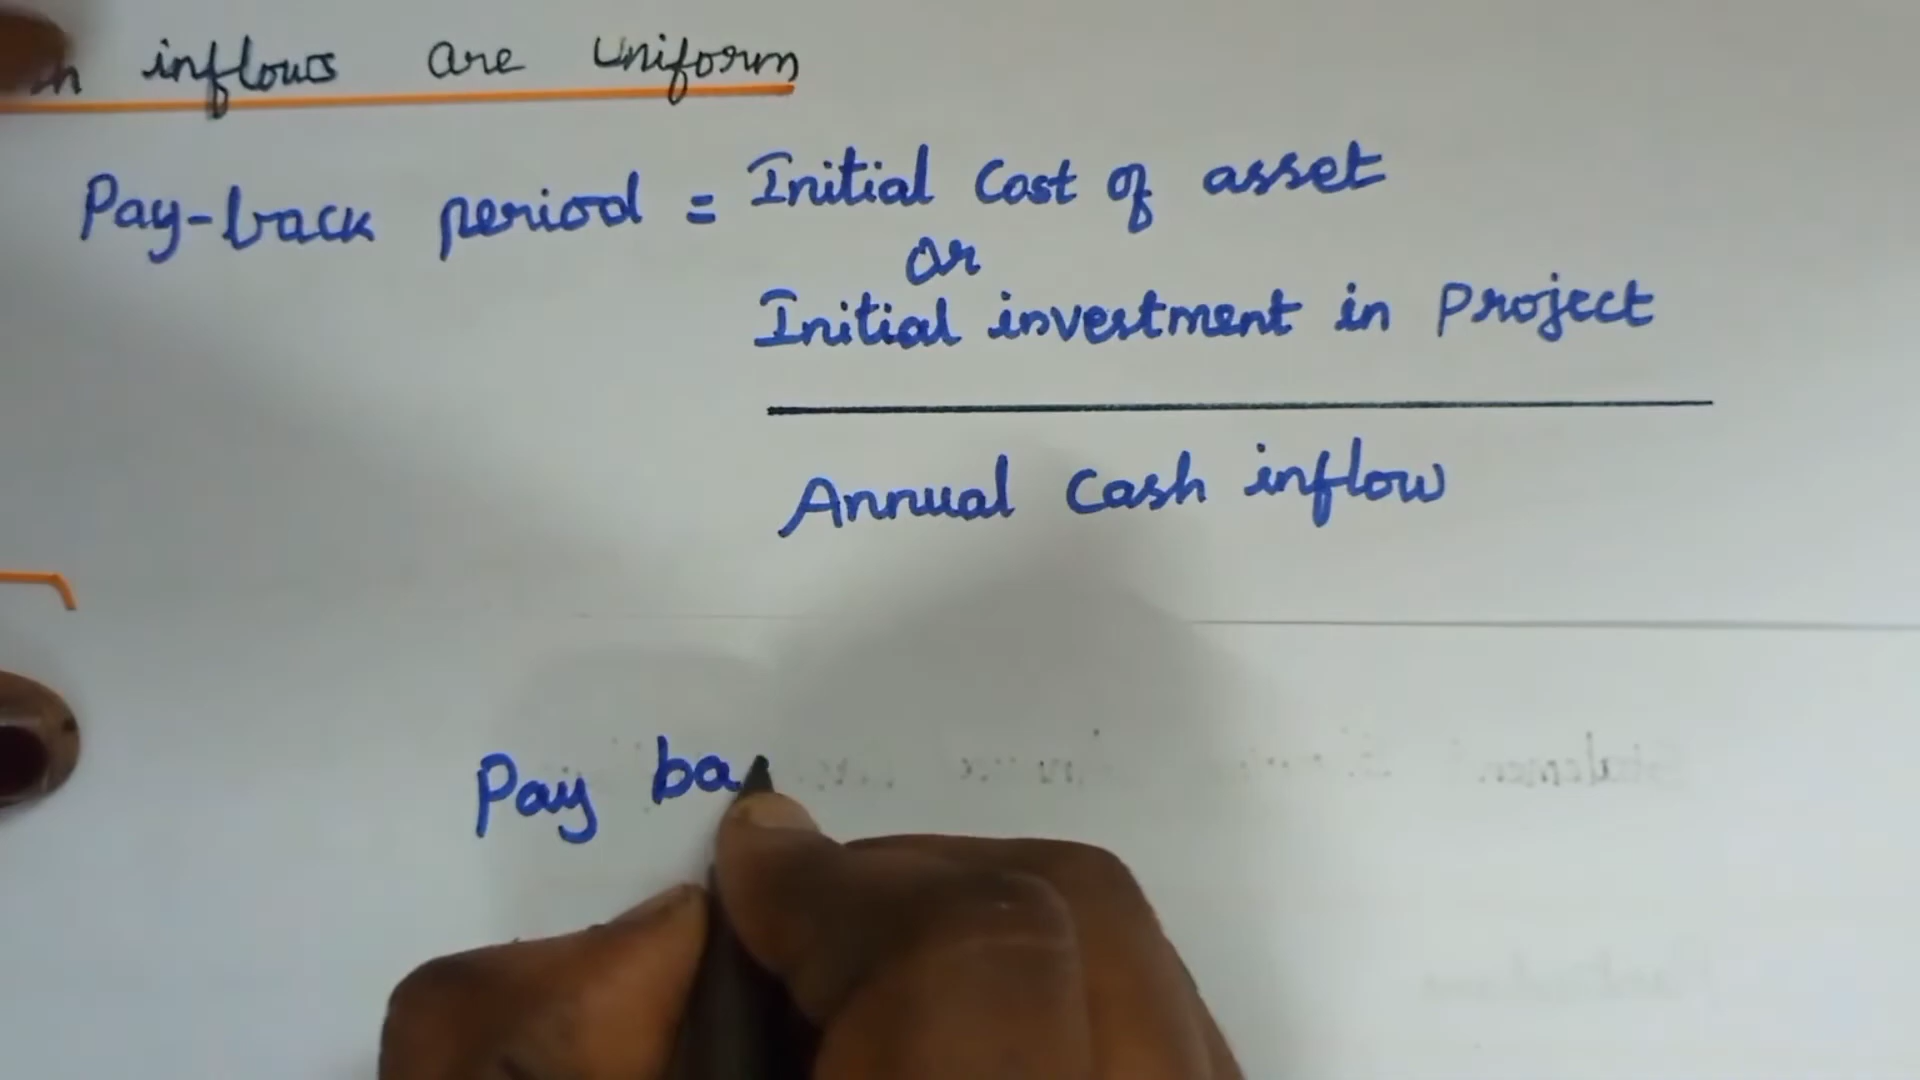 inflows are uniform
Pay-back period = Initial Cost of asset
or
Initial investment in Project
Annual Cash inflow
Pay ba